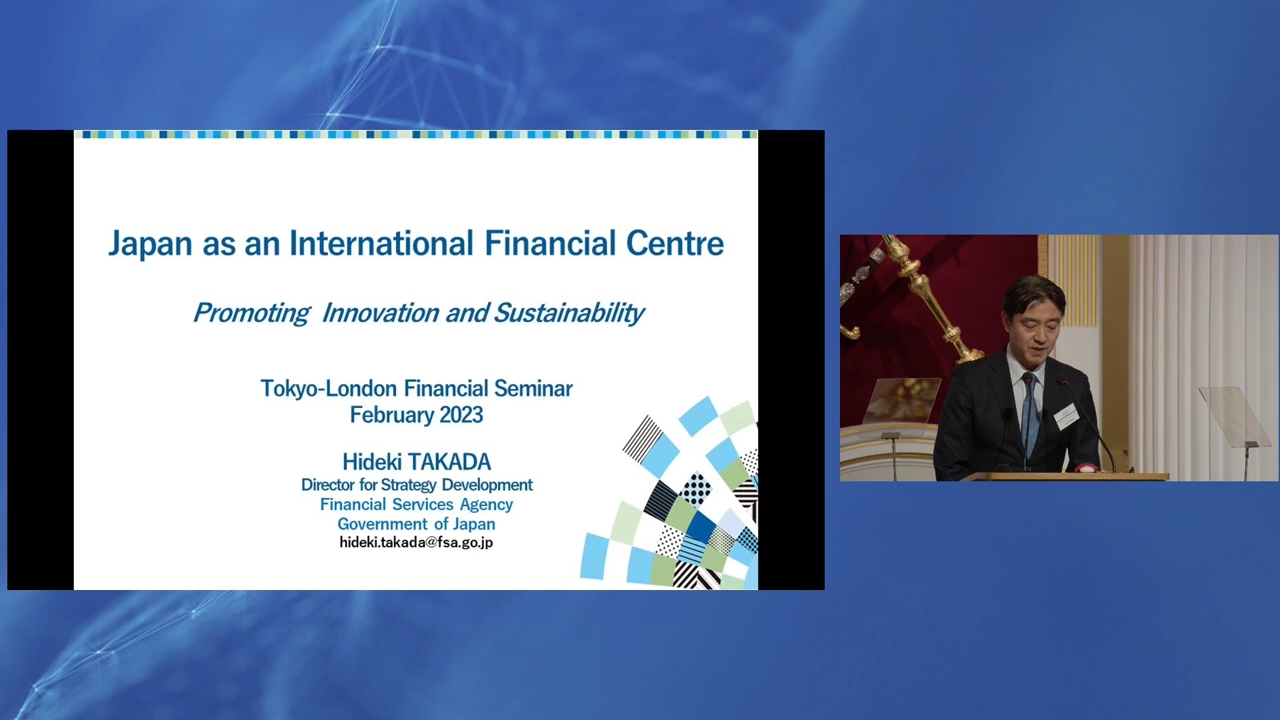 Japan as an International Financial Centre
Promoting Innovation and Sustainability
Tokyo-London Financial Seminar
February 2023
Hideki TAKADA
Director for Strategy Development
Financial Services Agency
Government of Japan
hideki.takada@fsa.go.jp